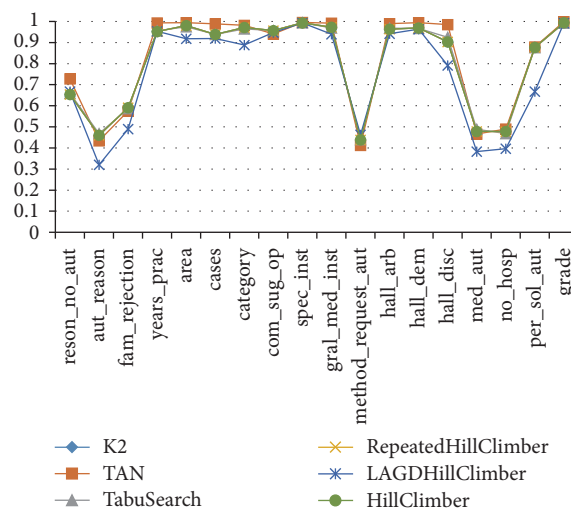 1
0.9
0.8
0.7
0.6
0.5
0.4
0.3
0.2
0.1
0
reson_no_aut
aut_reason
fam_rejection
years_prac
area
cases
category
com_sug_op
spec_inst
gral_med_inst
method_request_aut
hall_arb
hall_dem
hall_disc
med_aut
no_hosp
per_sol_aut
grade
K2
TAN
TabuSearch
RepeatedHillClimber
LAGDHillClimber
HillClimber